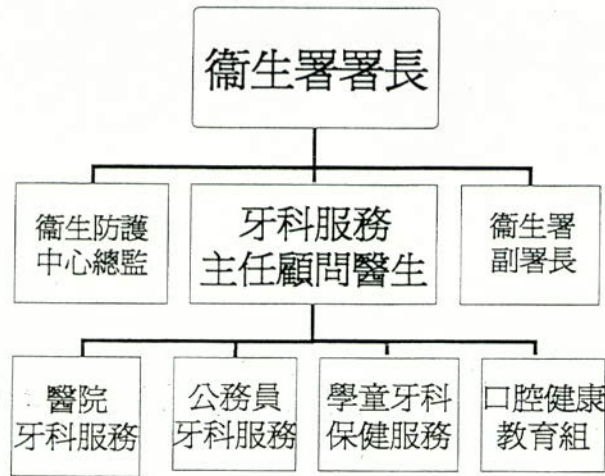 衞生署署長
衞生防護
中心總監
牙科服務
主任顧問醫生
衞生署
副署長
醫院
牙科服務
公務員
牙科服務
學童牙科
保健服務
口腔健康
教育組